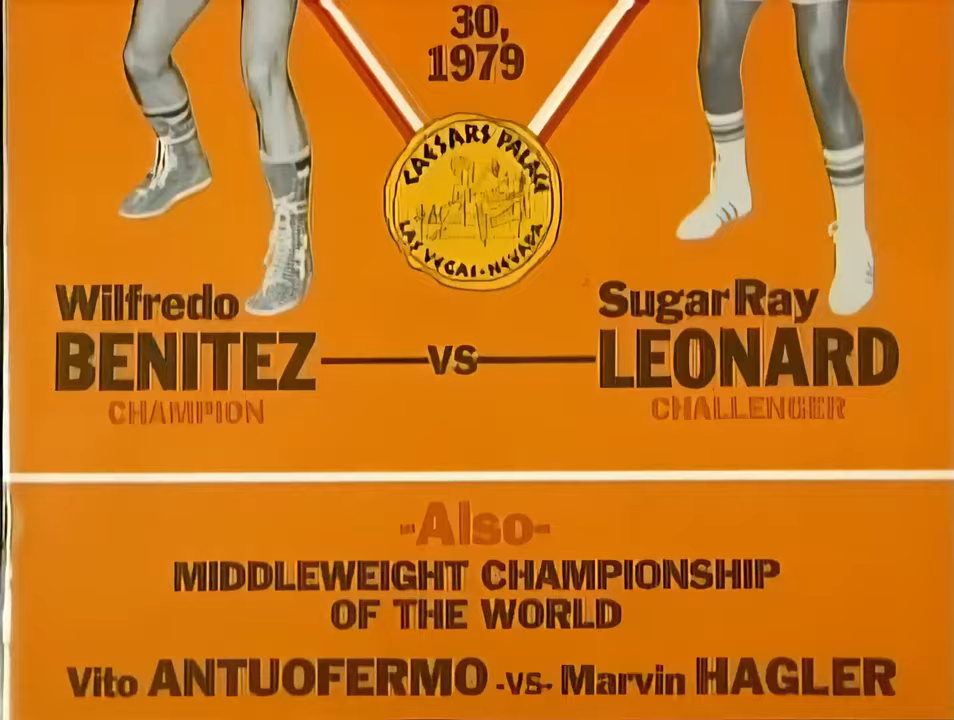 30,
1979
CAESARS PALACE
LAS VEGAS • NEVADA
Wilfredo
BENITEZ
CHAMPION
VS
Sugar Ray
LEONARD
CHALLENGER
-Also-
MIDDLEWEIGHT CHAMPIONSHIP
OF THE WORLD
Vito ANTUOFERMO -VS- Marvin HAGLER